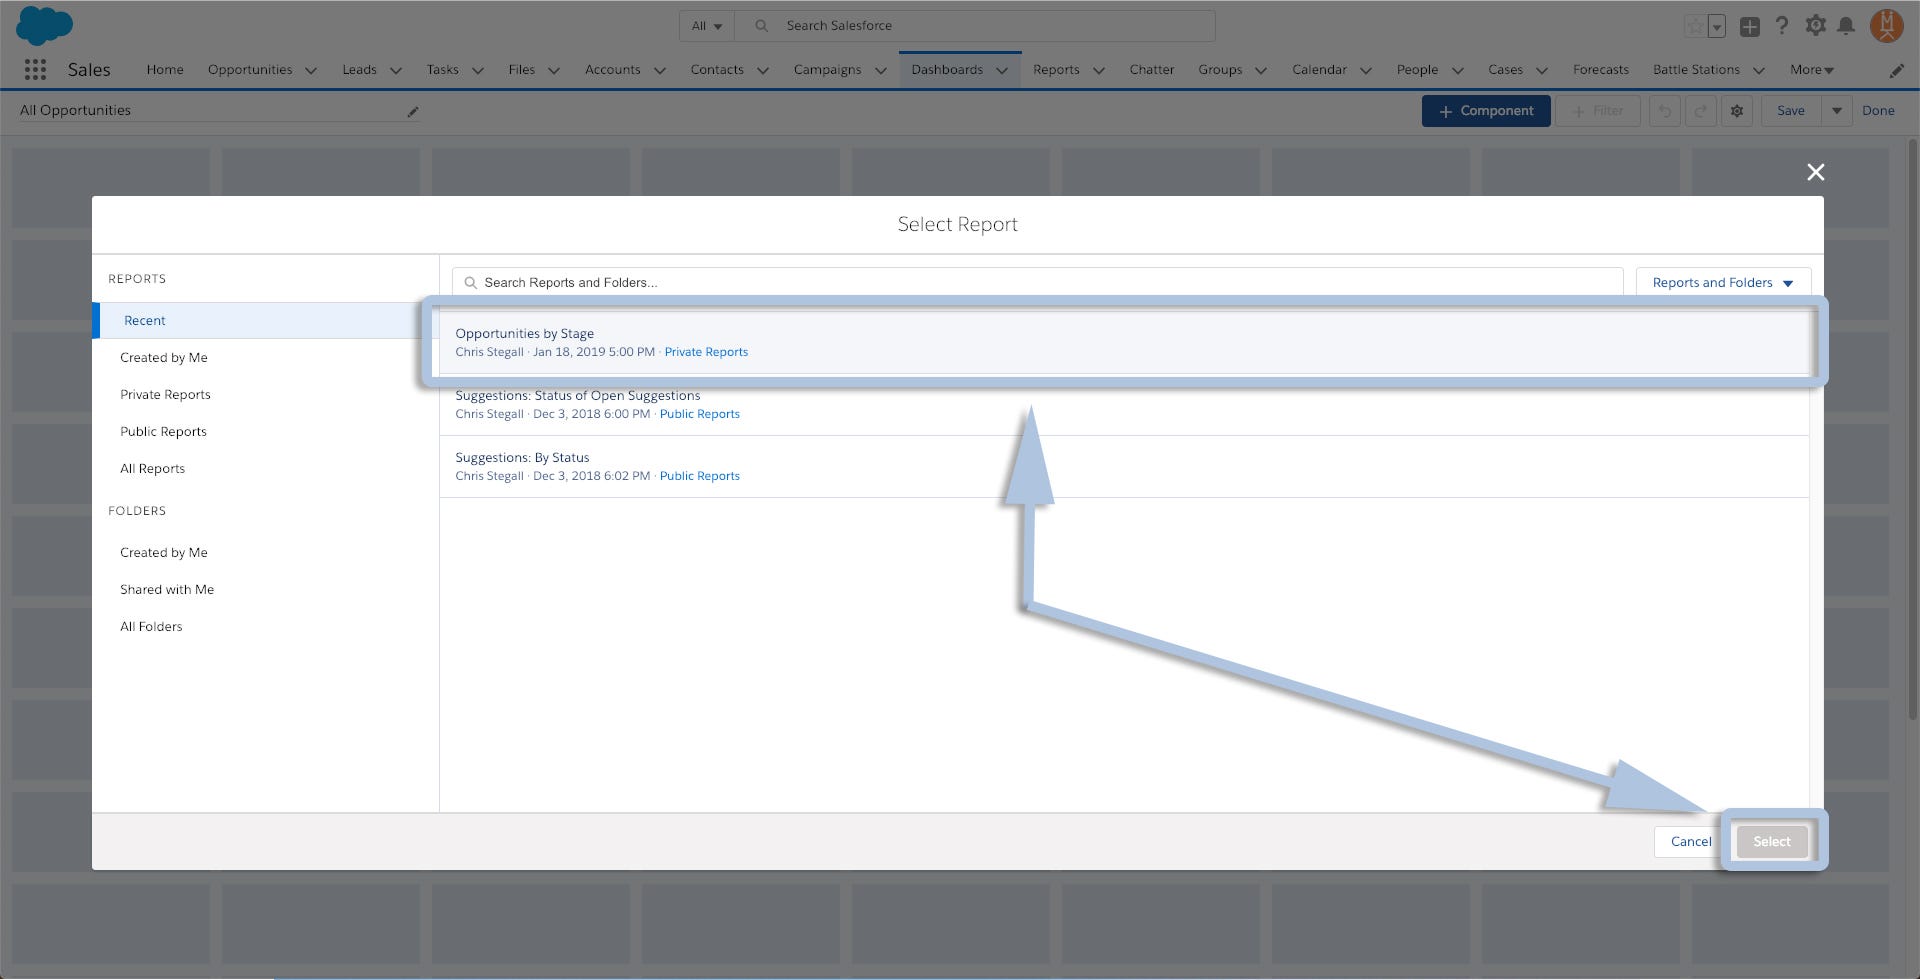 All
Search Salesforce
Sales
Home Opportunities Leads Tasks Files Accounts Contacts Campaigns Dashboards Reports Chatter Groups Calendar People Cases Forecasts Battle Stations More
All Opportunities
+ Component
+ Filter
Save
Done
Select Report
REPORTS
Recent
Created by Me
Private Reports
Public Reports
All Reports
FOLDERS
Created by Me
Shared with Me
All Folders
Search Reports and Folders...
Reports and Folders
Opportunities by Stage
Chris Stegall · Jan 18, 2019 5:00 PM · Private Reports
Suggestions: Status of Open Suggestions
Chris Stegall · Dec 3, 2018 6:00 PM · Public Reports
Suggestions: By Status
Chris Stegall · Dec 3, 2018 6:02 PM · Public Reports
Cancel
Select